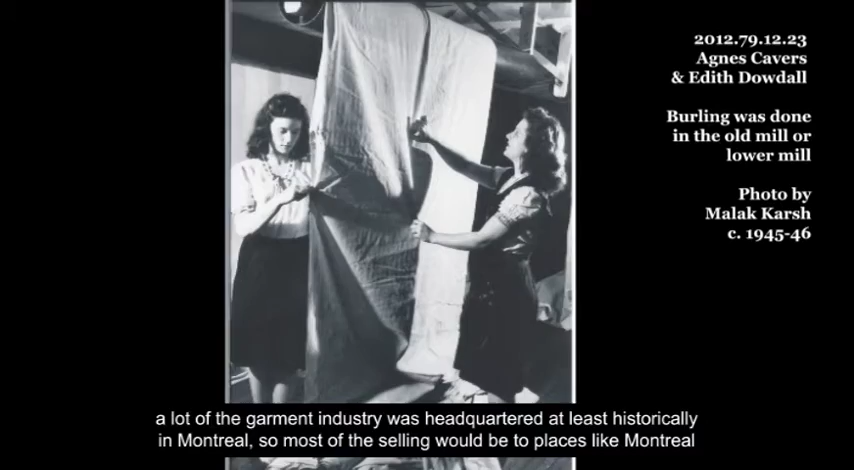 2012.79.12.23
Agnes Cavers
& Edith Dowdall
Burling was done
in the old mill or
lower mill
Photo by
Malak Karsh
c. 1945-46
a lot of the garment industry was headquartered at least historically
in Montreal, so most of the selling would be to places like Montreal